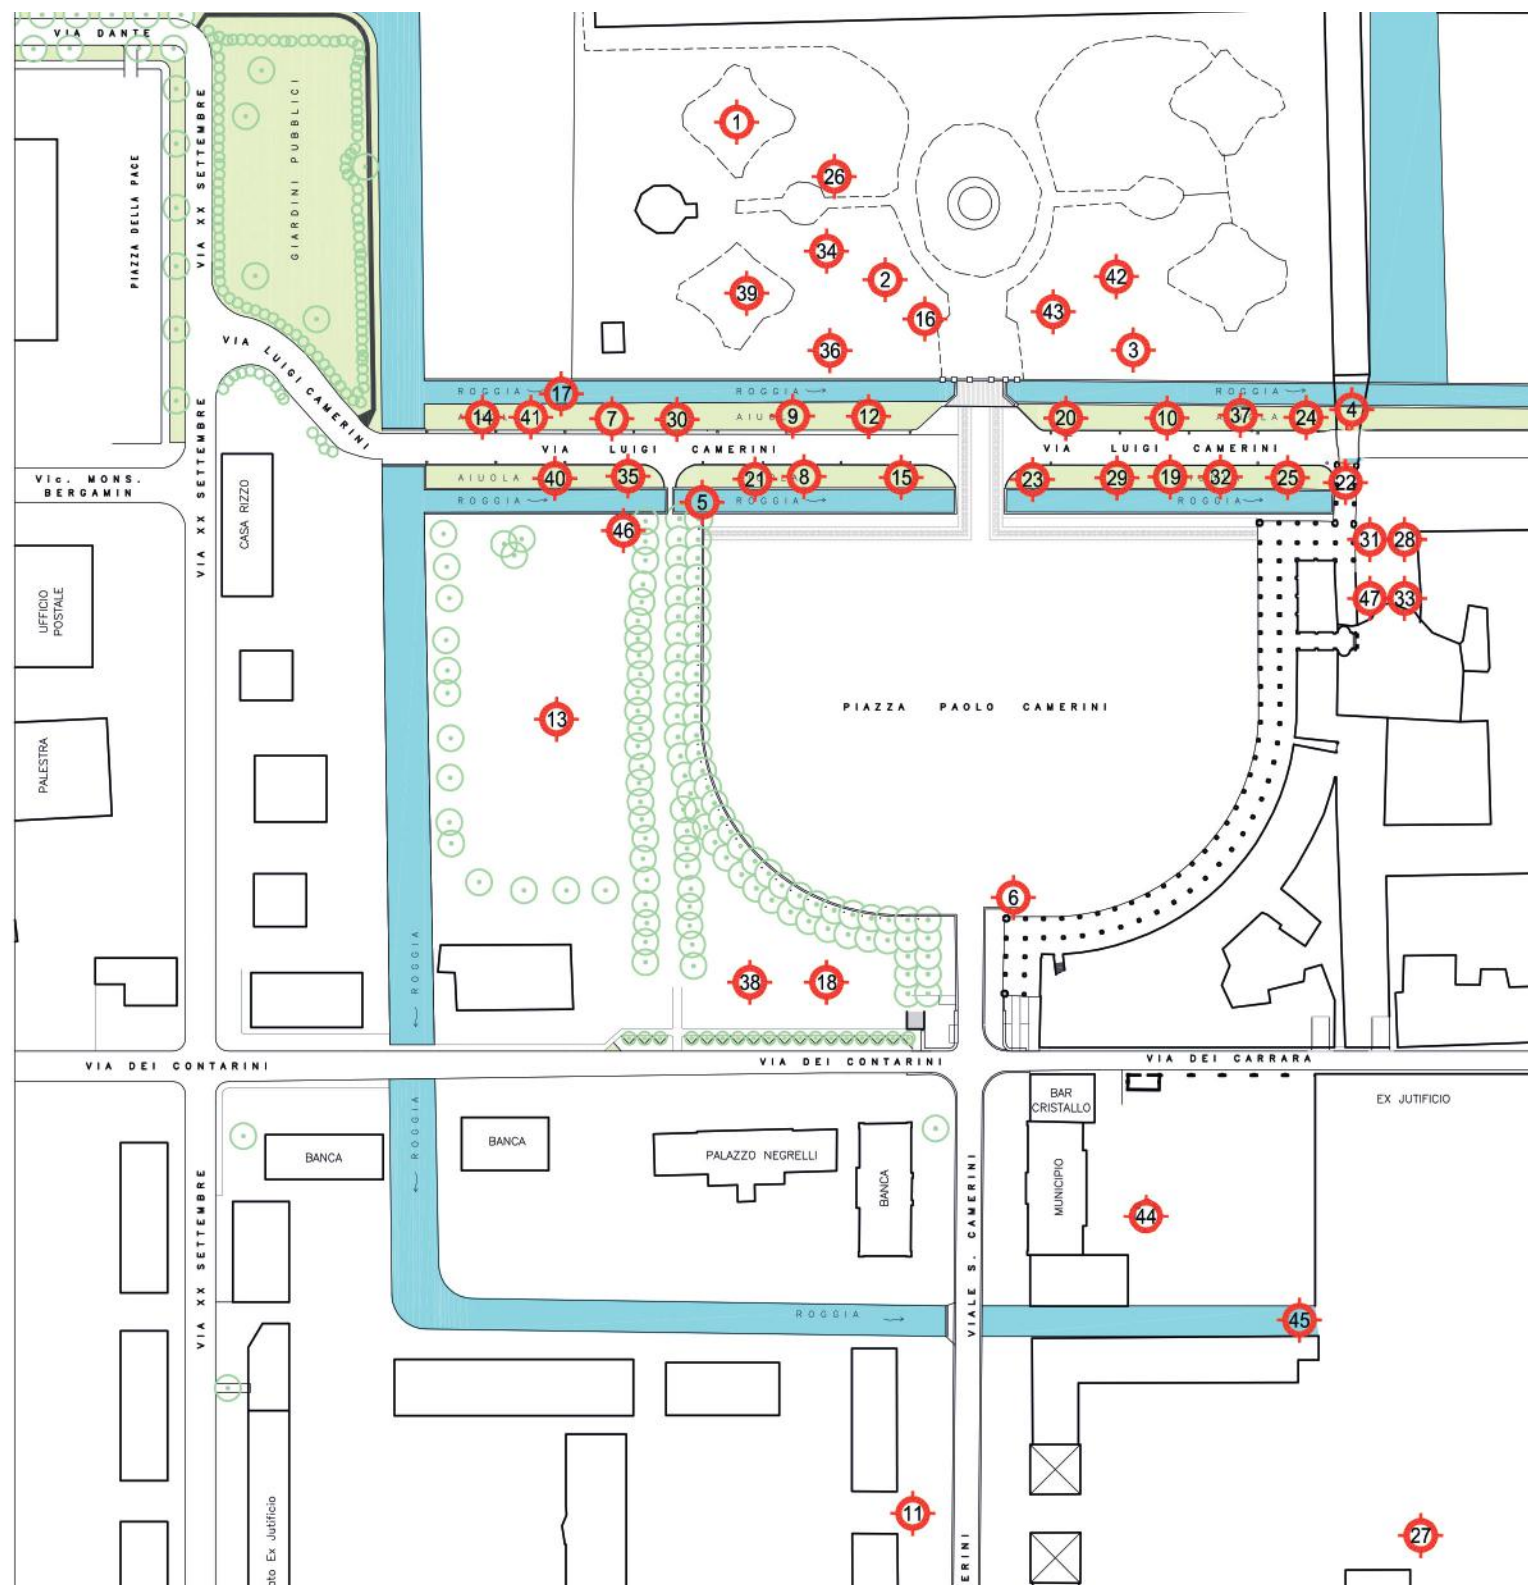 VIA DANTE
VIA XX SETTEMBRE
GIARDINI PUBBLICI
PIAZZA DELLA PACE
1
26
34
2
42
39
16
43
36
3
VIA LUIGI CAMERINI
ROGGIA
17
ROGGIA
ROGGIA
4
14
41
7
30
AIU
9
12
20
10
37
24
VIA LUIGI CAMERINI
VIA LUIGI CAMERINI
VIA XX SETTEMBRE
Vic. MONS.
BERGAMIN
CASA RIZZO
AIUOLA
40
35
21
8
15
23
29
19
32
25
22
ROGGIA
5
ROGGIA
ROGGIA
46
31
28
UFFICIO
POSTALE
47
33
13
PIAZZA PAOLO CAMERINI
PALESTRA
6
ROGGIA
38
18
VIA DEI CONTARINI
VIA DEI CONTARINI
VIA DEI CARRARA
ROGGIA
BAR
CRISTALLO
EX JUTIFICIO
BANCA
BANCA
PALAZZO NEGRELLI
BANCA
MUNICIPIO
VIA XX SETTEMBRE
VIALE S. CAMERINI
44
ROGGIA
45
Ex Jutificio
11
27
ERINI